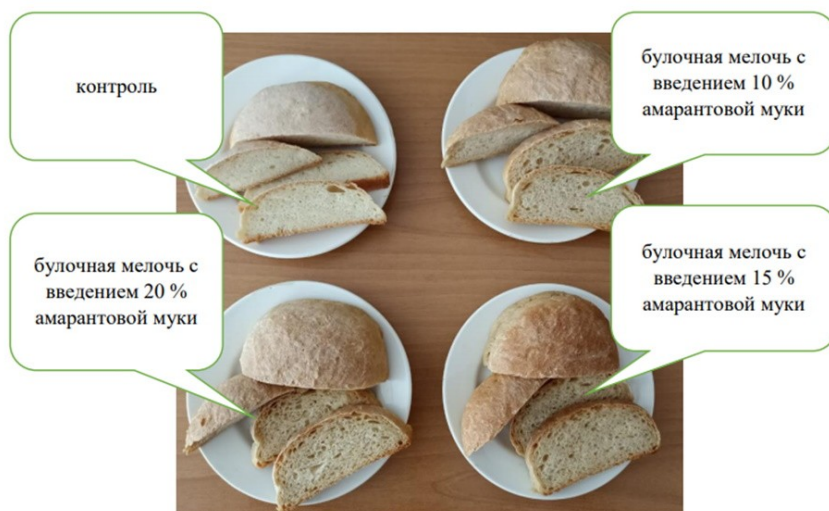 контроль
булочная мелочь с
введением 10 %
амарантовой муки
булочная мелочь с
введением 20 %
амарантовой муки
булочная мелочь с
введением 15 %
амарантовой муки